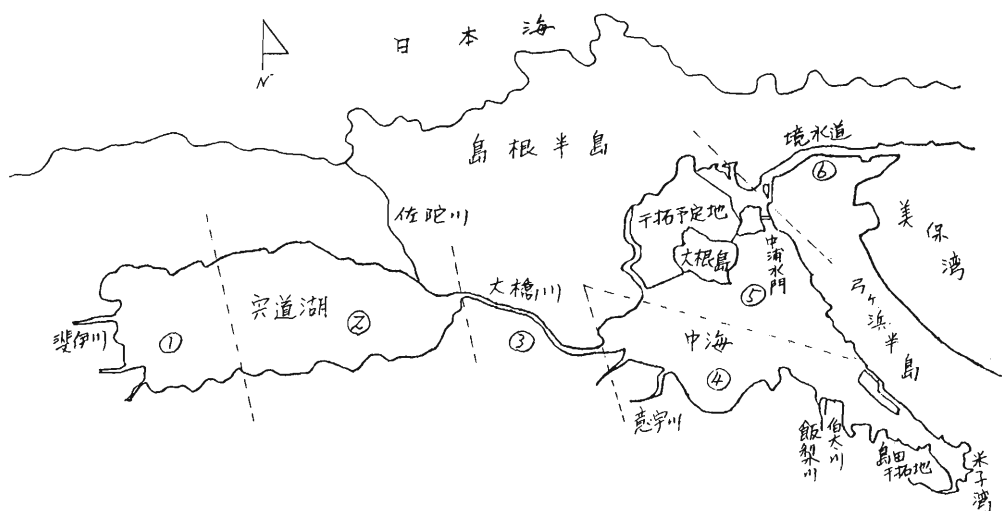 N
日本海
島根半島
境水道
⑥
美保湾
干拓予定地
佐陀川
大根島
中浦水門
宍道湖
大橋川
⑤
弓ヶ浜半島
斐伊川
①
②
③
中海
④
意宇川
飯梨川
伯太川
島田
干拓地
米子湾